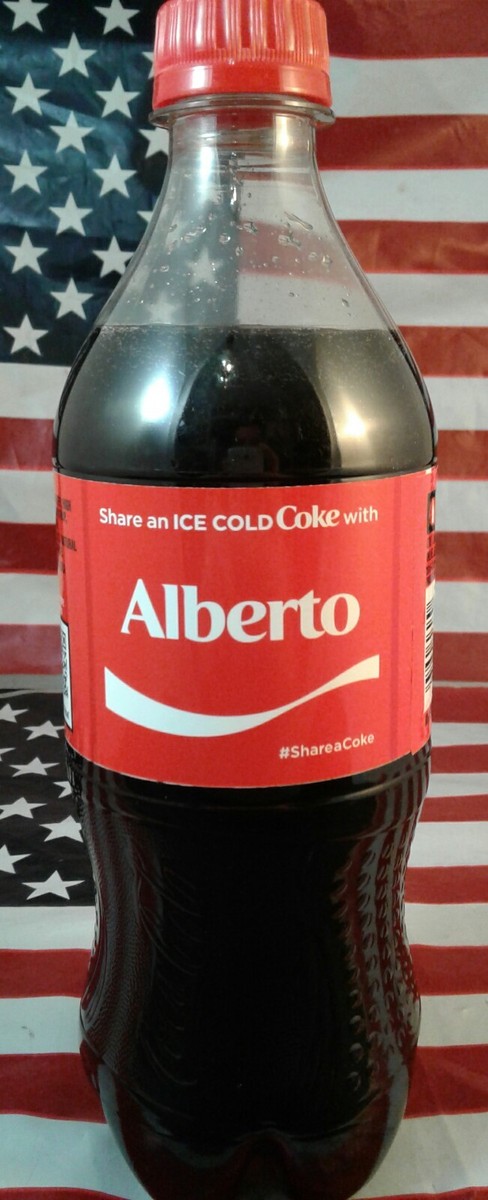 Share an ICE COLD Coke with
Alberto
#ShareaCoke